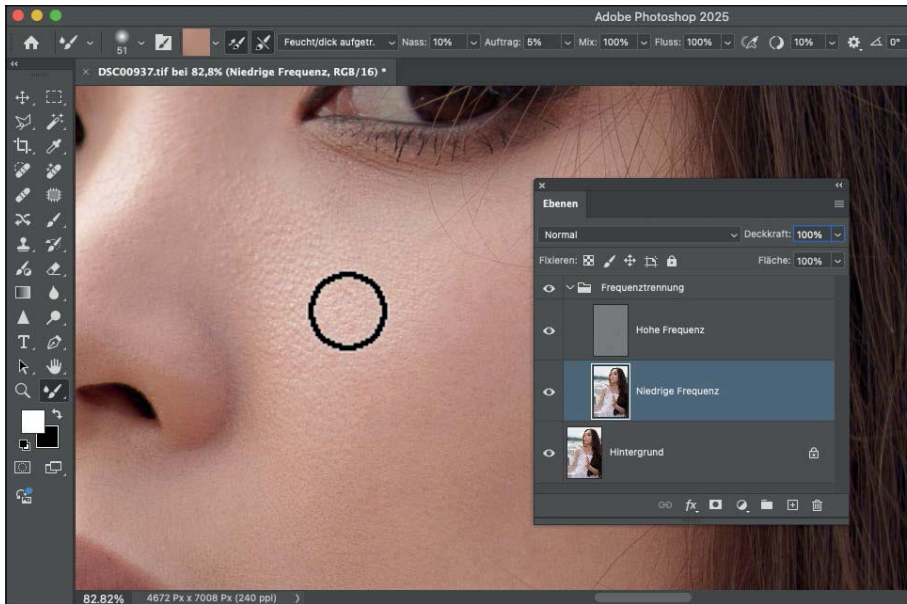 Adobe Photoshop 2025
51
Feucht/dick aufgetr.
Nass: 10%
Auftrag: 5%
Mix: 100%
Fluss: 100%
10%
0°
DSC00937.tif bei 82,8% (Niedrige Frequenz, RGB/16) *
Ebenen
Normal
Deckkraft: 100%
Fixieren:
Fläche: 100%
Frequenztrennung
Hohe Frequenz
Niedrige Frequenz
Hintergrund
fx
82.82%
4672 Px x 7008 Px (240 ppi)